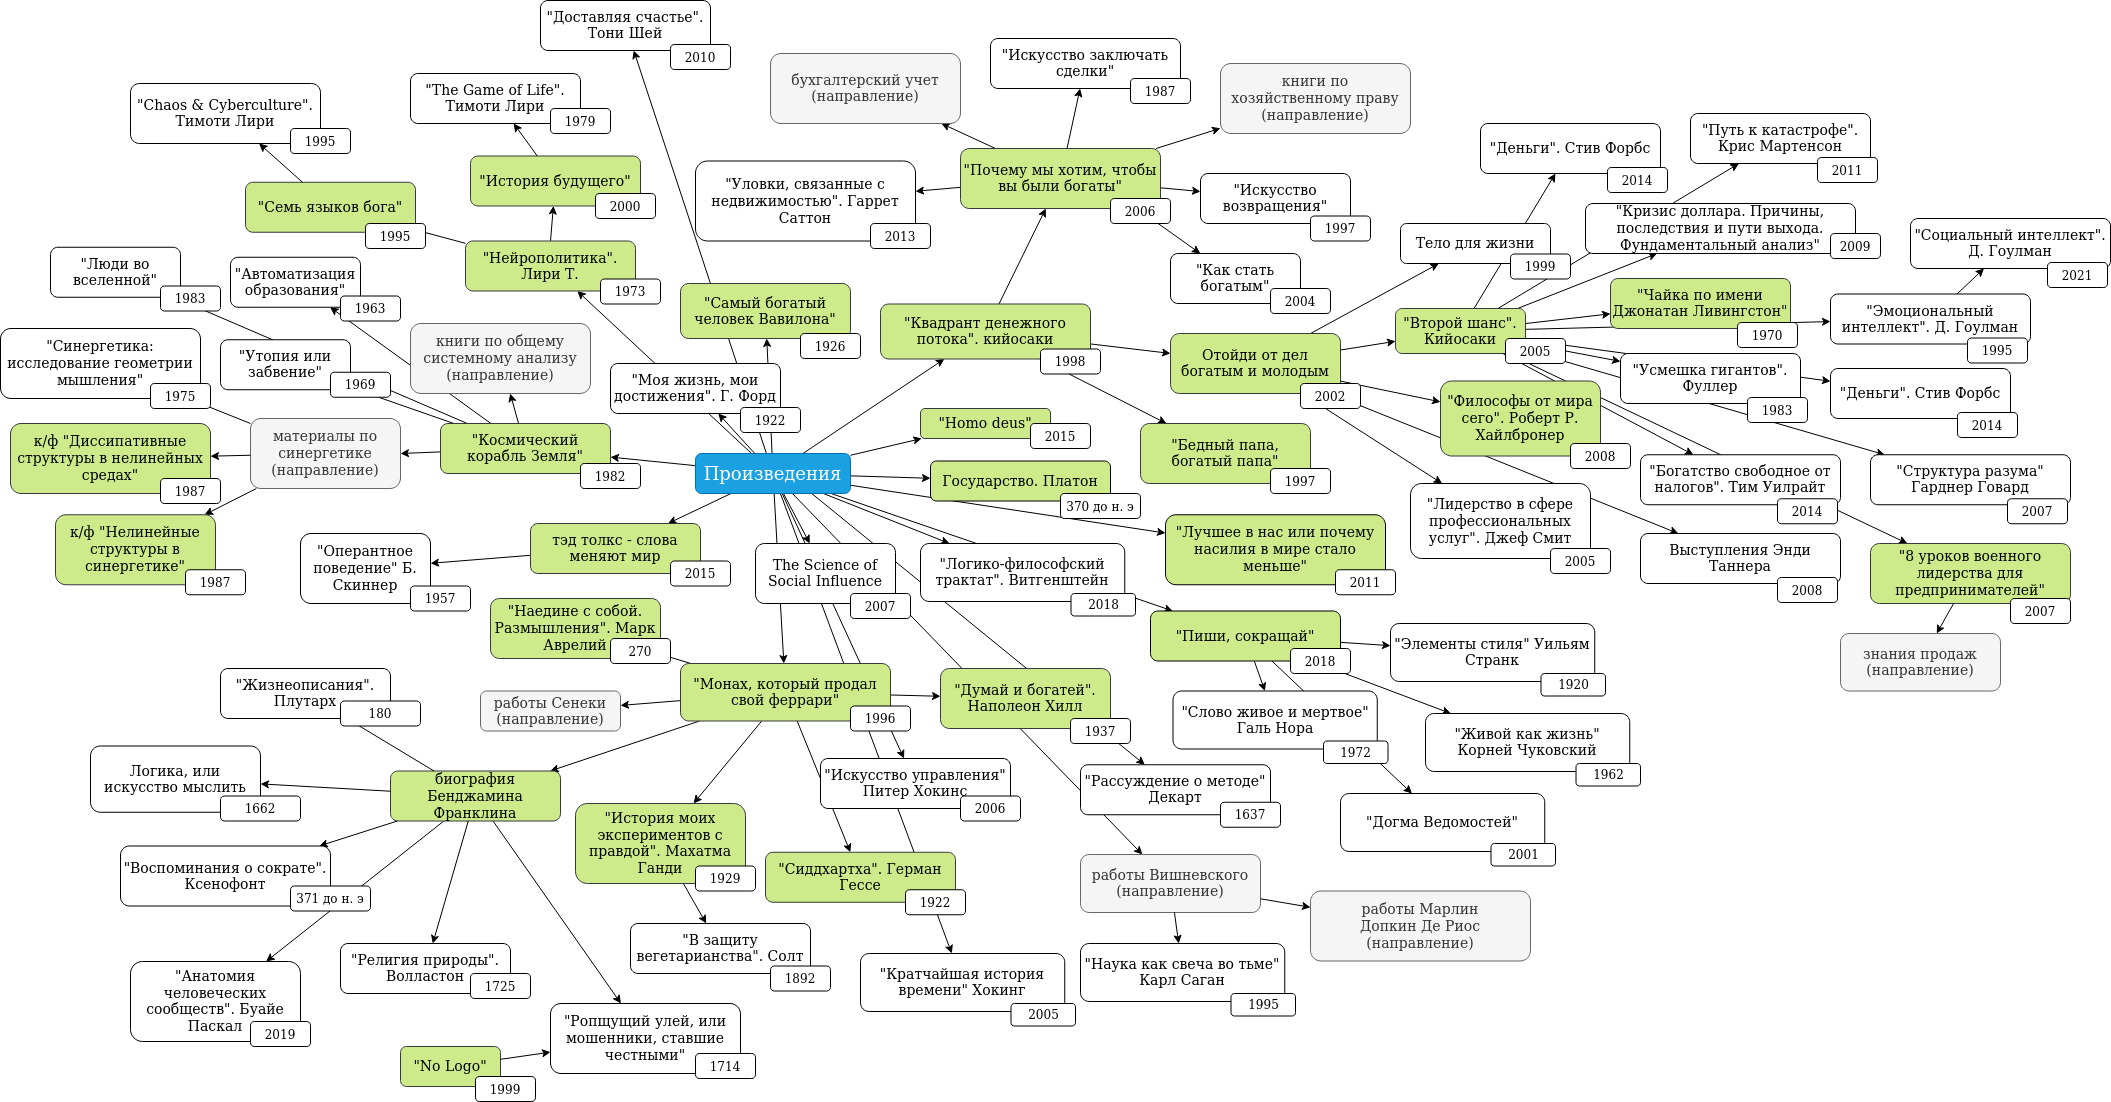 "Доставляя счастье".
Тони Шей
2010
"Chaos & Cyberculture".
Тимоти Лири
1995
"The Game of Life".
Тимоти Лири
1979
бухгалтерский учет
(направление)
"Искусство заключать
сделки"
1987
книги по
хозяйственному праву
(направление)
"Семь языков бога"
1995
"История будущего"
2000
"Уловки, связанные с
недвижимостью". Гаррет
Саттон
2013
"Почему мы хотим, чтобы
вы были богаты"
2006
"Искусство
возвращения"
1997
"Как стать
богатым"
2004
"Деньги". Стив Форбс
2014
"Путь к катастрофе".
Крис Мартенсон
2011
Тело для жизни
1999
"Кризис доллара. Причины,
последствия и пути выхода.
Фундаментальный анализ"
2009
"Социальный интеллект".
Д. Гоулман
2021
"Люди во
вселенной"
1983
"Автоматизация
образования"
1963
"Нейрополитика".
Лири Т.
1973
"Самый богатый
человек Вавилона"
1926
"Квадрант денежного
потока". кийосаки
1998
Отойди от дел
богатым и молодым
2002
"Второй шанс".
Кийосаки
2005
"Чайка по имени
Джонатан Ливингстон"
1970
"Эмоциональный
интеллект". Д. Гоулман
1995
"Синергетика:
исследование геометрии
мышления"
1975
"Утопия или
забвение"
1969
книги по общему
системному анализу
(направление)
"Моя жизнь, мои
достижения". Г. Форд
1922
"Усмешка гигантов".
Фуллер
1983
"Деньги". Стив Форбс
2014
"Философы от мира
сего". Роберт Р.
Хайлбронер
2008
к/ф "Диссипативные
структуры в нелинейных
средах"
1987
материалы по
синергетике
(направление)
"Космический
корабль Земля"
1982
Произведения
"Homo deus"
2015
"Бедный папа,
богатый папа"
1997
Государство. Платон
370 до н. э
"Лидерство в сфере
профессиональных
услуг". Джеф Смит
2005
"Богатство свободное от
налогов". Тим Уилрайт
2014
"Структура разума"
Гарднер Говард
2007
к/ф "Нелинейные
структуры в
синергетике"
1987
"Оперантное
поведение" Б.
Скиннер
1957
тэд толкс - слова
меняют мир
2015
The Science of
Social Influence
2007
"Логико-философский
трактат". Витгенштейн
2018
"Лучшее в нас или почему
насилия в мире стало
меньше"
2011
Выступления Энди
Таннера
2008
"8 уроков военного
лидерства для
предпринимателей"
2007
знания продаж
(направление)
"Наедине с собой.
Размышления". Марк
Аврелий
270
"Пиши, сокращай"
2018
"Элементы стиля" Уильям
Странк
1920
"Жизнеописания".
Плутарх
180
работы Сенеки
(направление)
"Монах, который продал
свой феррари"
1996
"Думай и богатей".
Наполеон Хилл
1937
"Слово живое и мертвое"
Галь Нора
1972
"Живой как жизнь"
Корней Чуковский
1962
Логика, или
искусство мыслить
1662
биография
Бенджамина
Франклина
"Искусство управления"
Питер Хокинс
2006
"Рассуждение о методе"
Декарт
1637
"Догма Ведомостей"
2001
"История моих
экспериментов с
правдой". Махатма
Ганди
1929
"Воспоминания о сократе".
Ксенофонт
371 до н. э
"Сиддхартха". Герман
Гессе
1922
работы Вишневского
(направление)
работы Марлин
Допкин Де Риос
(направление)
"Анатомия
человеческих
сообществ". Буайе
Паскал
2019
"Религия природы".
Волластон
1725
"В защиту
вегетарианства". Солт
1892
"Кратчайшая история
времени" Хокинг
2005
"Наука как свеча во тьме"
Карл Саган
1995
"No Logo"
1999
"Ропщущий улей, или
мошенники, ставшие
честными"
1714